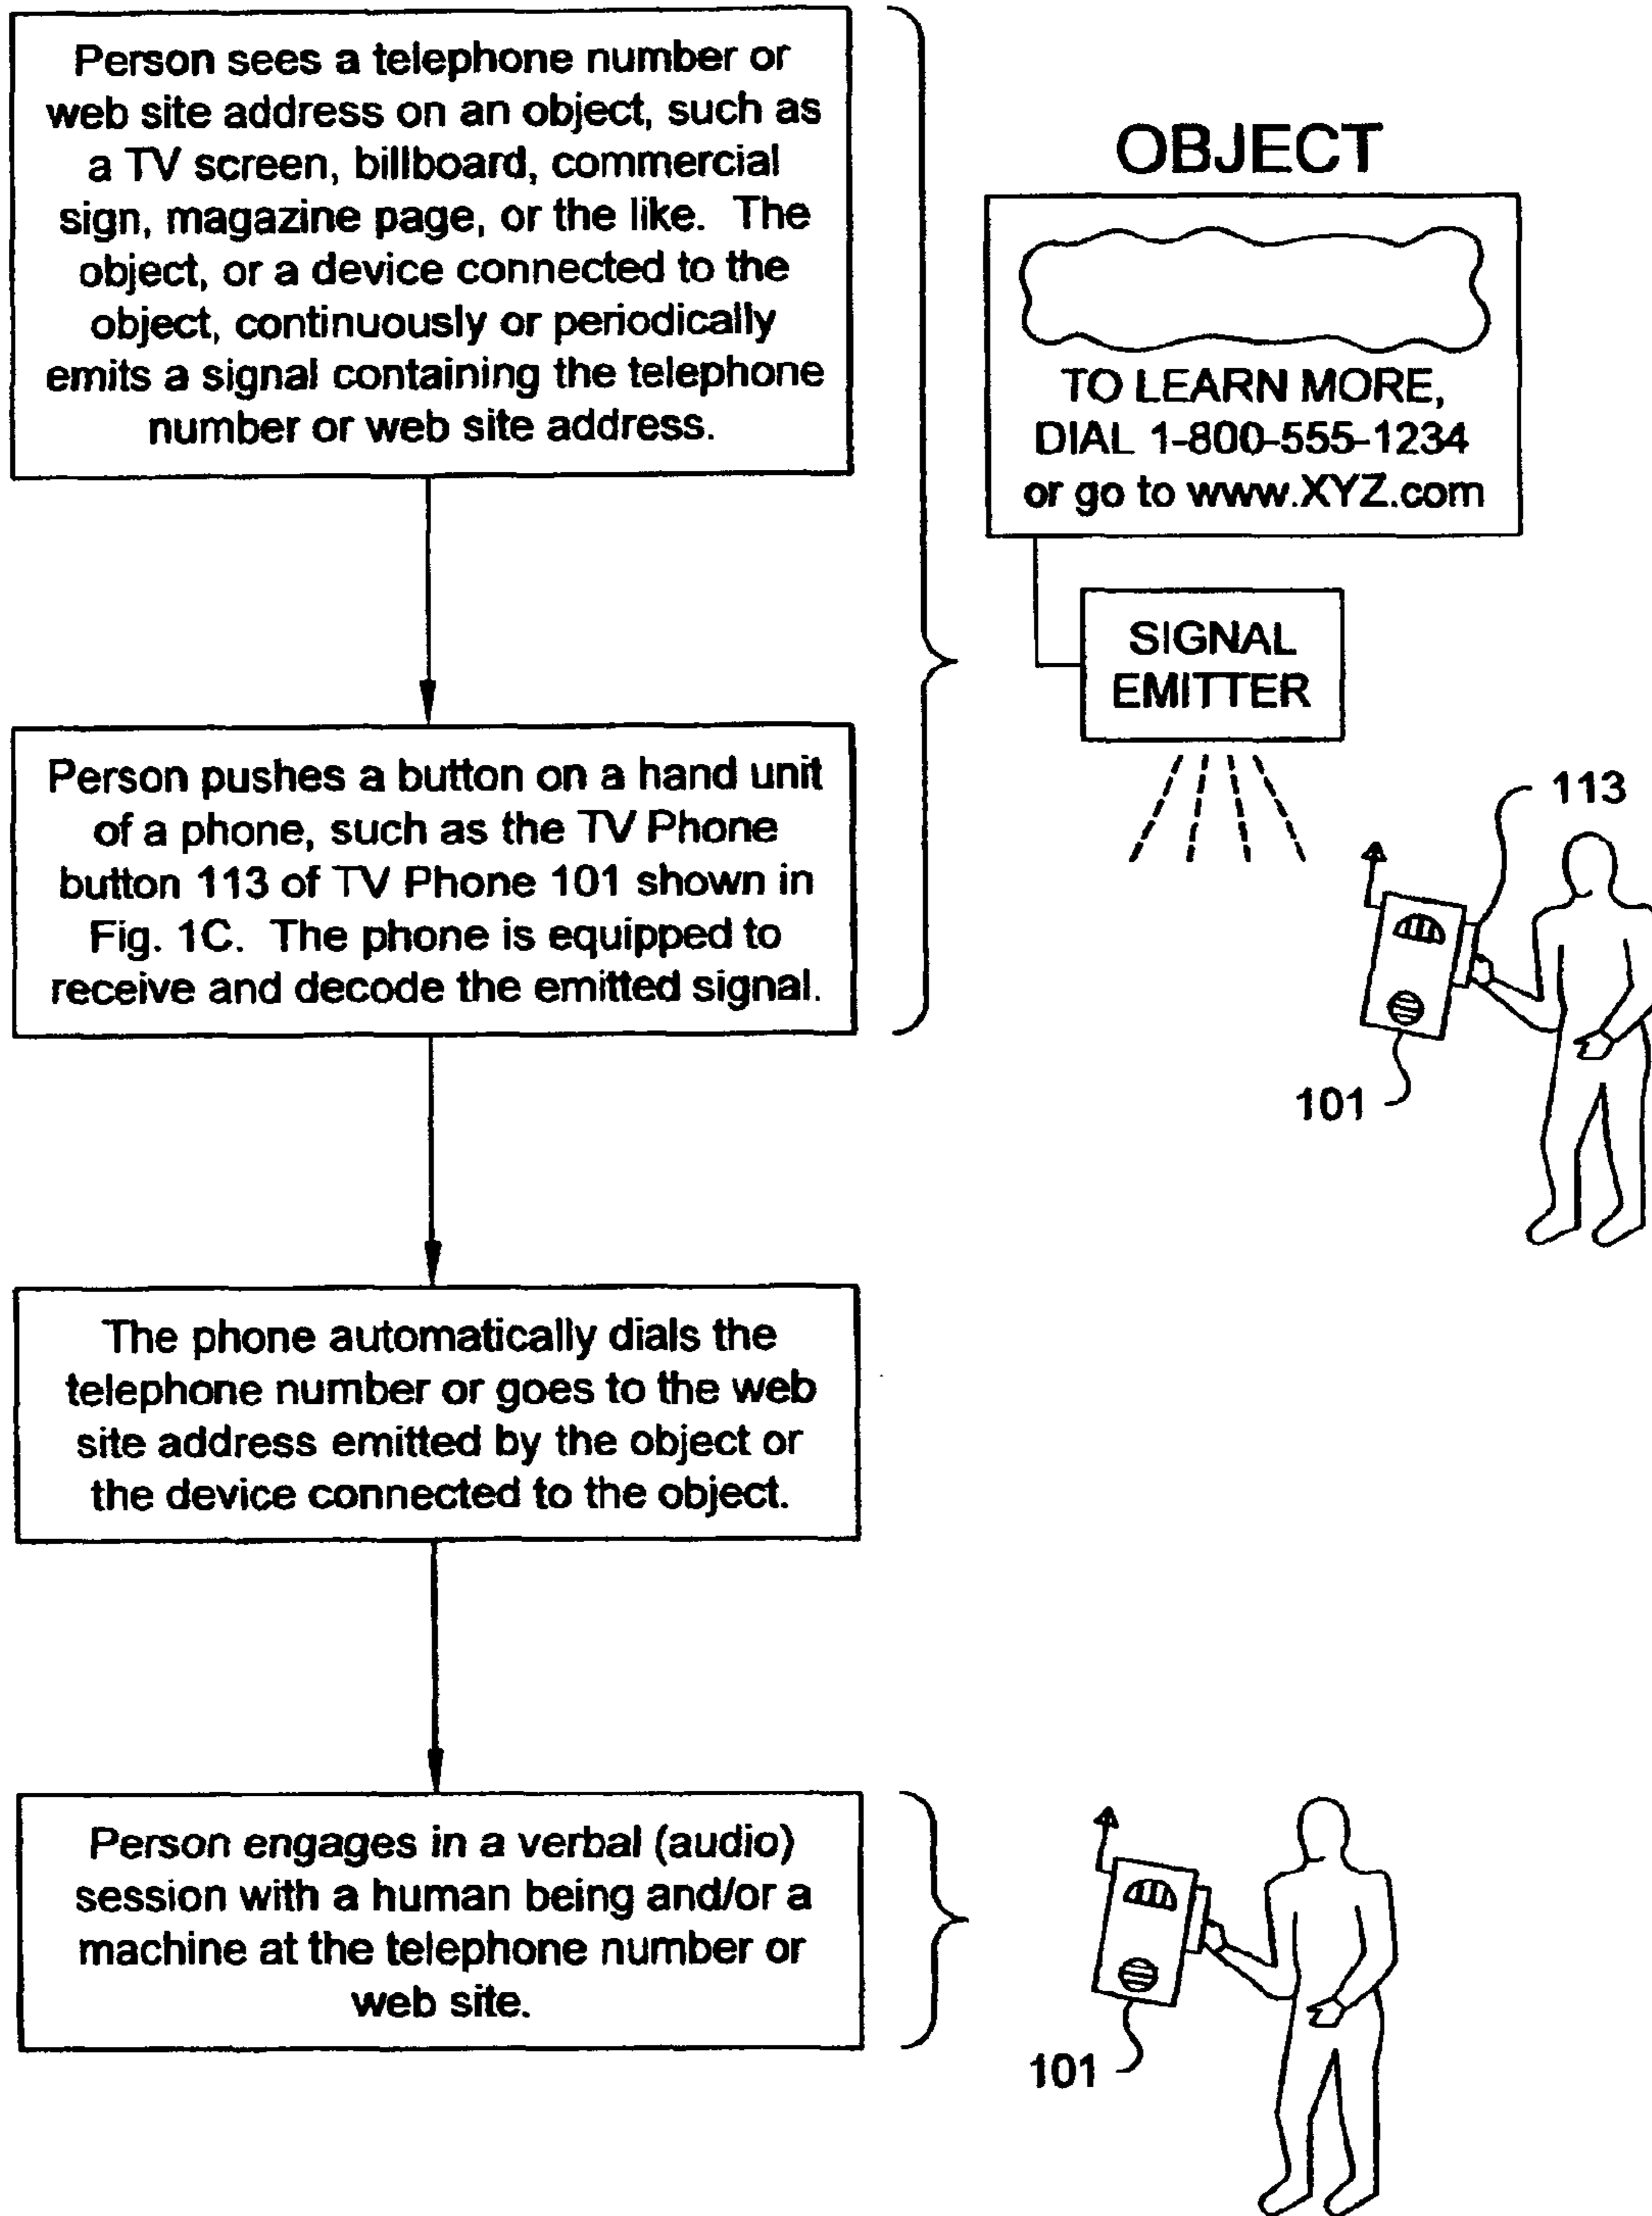 Person sees a telephone number or
web site address on an object, such as
a TV screen, billboard, commercial
sign, magazine page, or the like. The
object, or a device connected to the
object, continuously or periodically
emits a signal containing the telephone
number or web site address.
OBJECT
TO LEARN MORE,
DIAL 1-800-555-1234
or go to www.XYZ.com
SIGNAL
EMITTER
Person pushes a button on a hand unit
of a phone, such as the TV Phone
button 113 of TV Phone 101 shown in
Fig. 1C. The phone is equipped to
receive and decode the emitted signal.
113
101
The phone automatically dials the
telephone number or goes to the web
site address emitted by the object or
the device connected to the object.
Person engages in a verbal (audio)
session with a human being and/or a
machine at the telephone number or
web site.
101